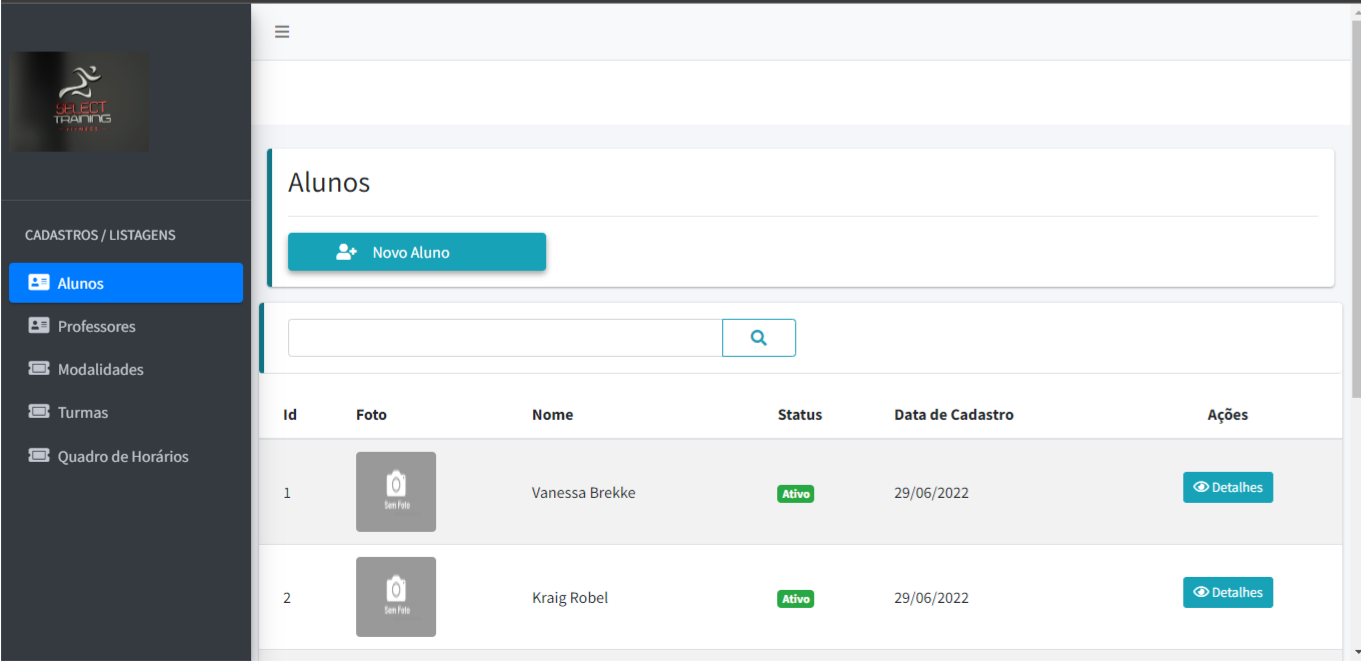 SELECT
TRAINING
FITNESS
CADASTROS / LISTAGENS
Alunos
Professores
Modalidades
Turmas
Quadro de Horários
Alunos
Novo Aluno
Id Foto Nome Status Data de Cadastro Ações
1 Sem Foto Vanessa Brekke Ativo 29/06/2022 Detalhes
2 Sem Foto Kraig Robel Ativo 29/06/2022 Detalhes